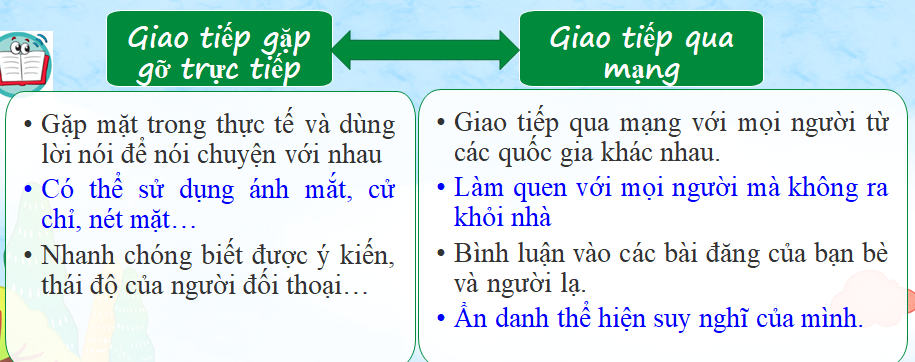 Giao tiếp gặp
gỡ trực tiếp
Giao tiếp qua
mạng
• Gặp mặt trong thực tế và dùng
lời nói để nói chuyện với nhau
• Có thể sử dụng ánh mắt, cử
chỉ, nét mặt…
• Nhanh chóng biết được ý kiến,
thái độ của người đối thoại…
• Giao tiếp qua mạng với mọi người từ
các quốc gia khác nhau.
• Làm quen với mọi người mà không ra
khỏi nhà
• Bình luận vào các bài đăng của bạn bè
và người lạ.
• Ẩn danh thể hiện suy nghĩ của mình.